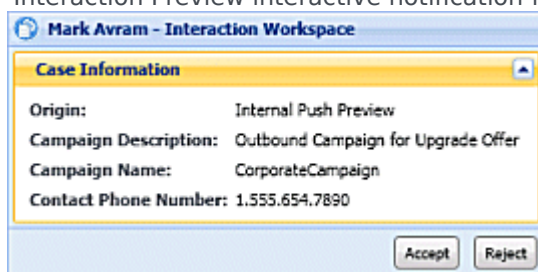 Interaction Preview interactive notification
Mark Avram - Interaction Workspace
Case Information
Origin: Internal Push Preview
Campaign Description: Outbound Campaign for Upgrade Offer
Campaign Name: CorporateCampaign
Contact Phone Number: 1.555.654.7890
Accept Reject